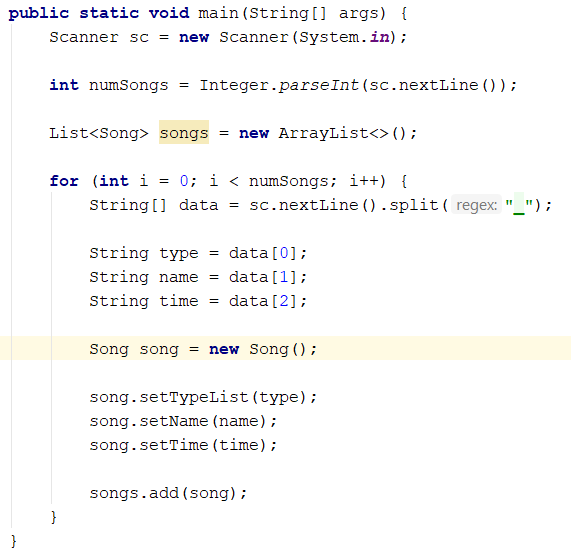 public static void main(String[] args) {
Scanner sc = new Scanner(System.in);
int numSongs = Integer.parseInt(sc.nextLine());
List<Song> songs = new ArrayList<>();
for (int i = 0; i < numSongs; i++) {
String[] data = sc.nextLine().split( regex: "_");
String type = data[0];
String name = data[1];
String time = data[2];
Song song = new Song();
song.setTypeList(type);
song.setName(name);
song.setTime(time);
songs.add(song);
}
}